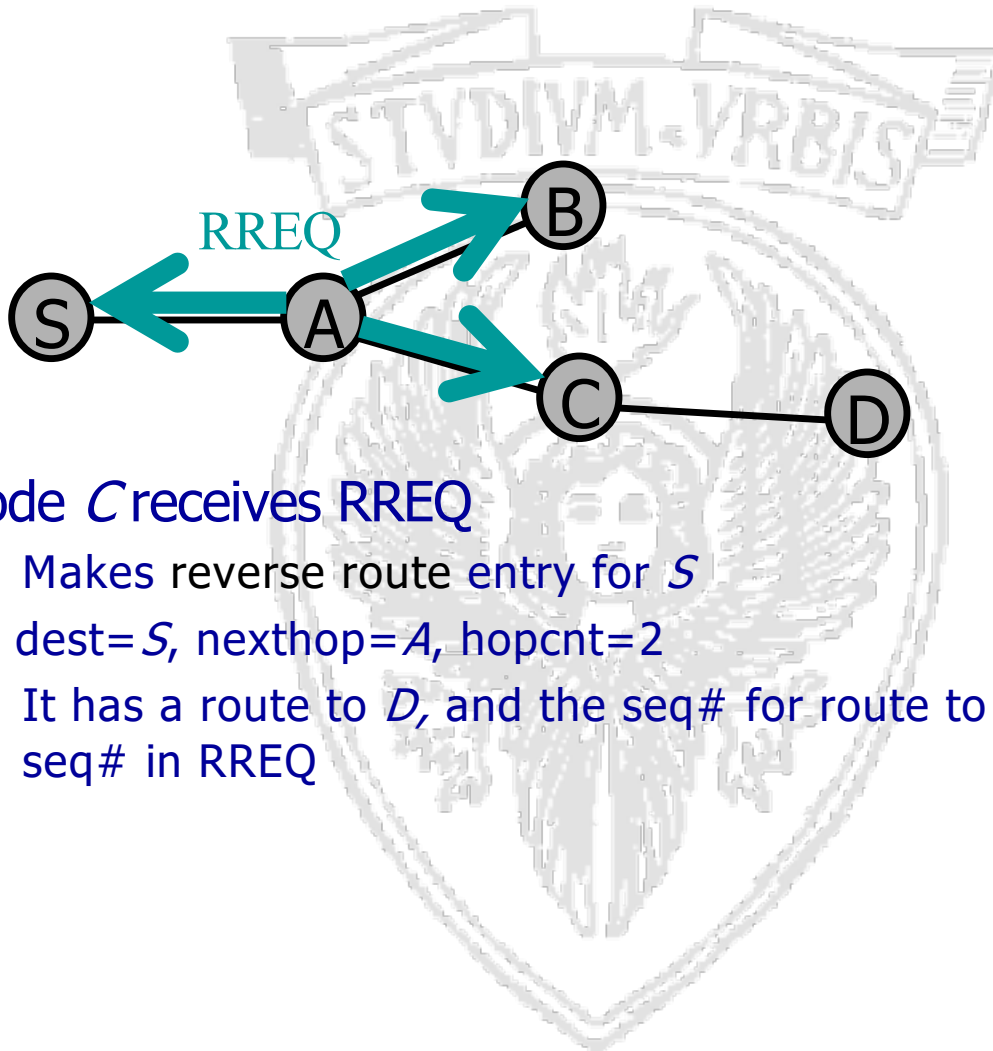 STVDIVM·VRBIS
RREQ
B
S
A
C
D
ode C receives RREQ
Makes reverse route entry for S
dest=S, nexthop=A, hopcnt=2
It has a route to D, and the seq# for route to
seq# in RREQ